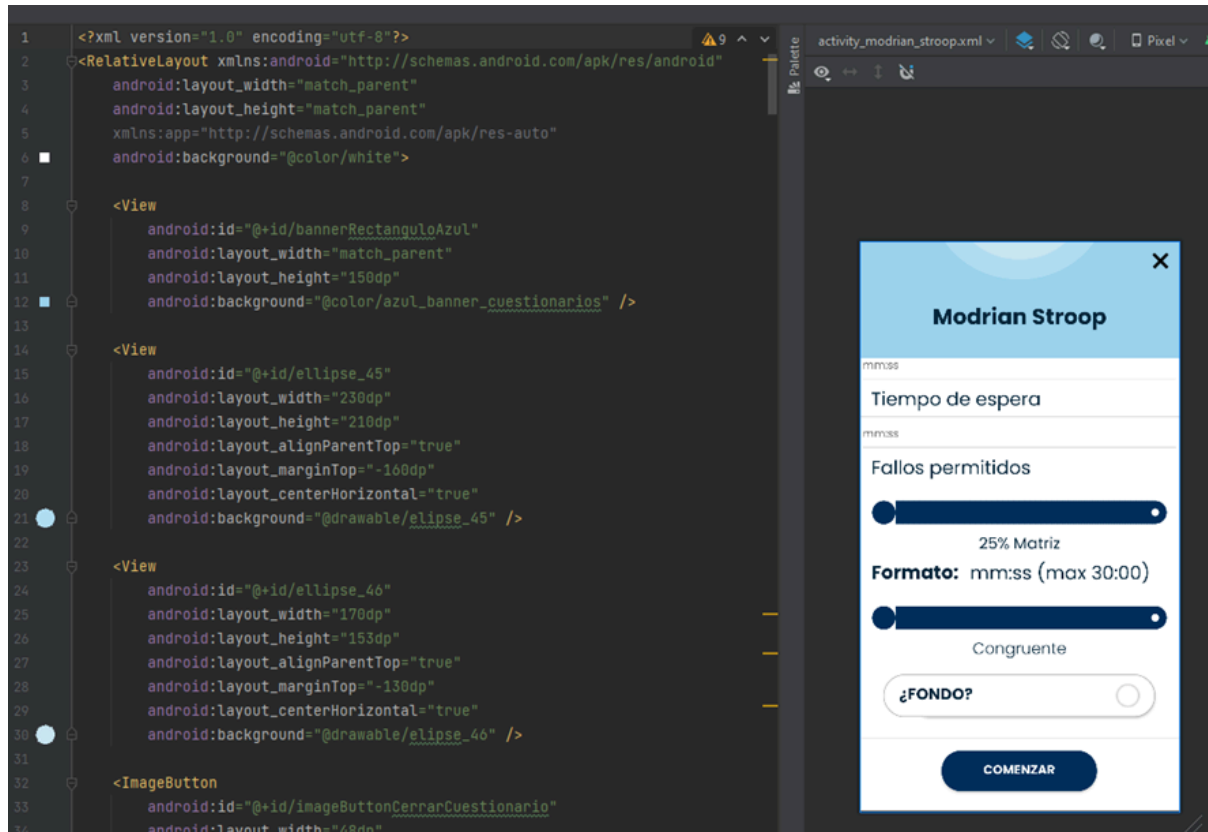 1 <?xml version="1.0" encoding="utf-8"?>
2 <RelativeLayout xmlns:android="http://schemas.android.com/apk/res/android"
3 android:layout_width="match_parent"
4 android:layout_height="match_parent"
5 xmlns:app="http://schemas.android.com/apk/res-auto"
6 android:background="@color/white">
7
8 <View
9 android:id="@+id/bannerRectanguloAzul"
10 android:layout_width="match_parent"
11 android:layout_height="150dp"
12 android:background="@color/azul_banner_cuestionarios" />
13
14 <View
15 android:id="@+id/ellipse_45"
16 android:layout_width="230dp"
17 android:layout_height="210dp"
18 android:layout_alignParentTop="true"
19 android:layout_marginTop="-160dp"
20 android:layout_centerHorizontal="true"
21 android:background="@drawable/elipse_45" />
22
23 <View
24 android:id="@+id/ellipse_46"
25 android:layout_width="170dp"
26 android:layout_height="153dp"
27 android:layout_alignParentTop="true"
28 android:layout_marginTop="-130dp"
29 android:layout_centerHorizontal="true"
30 android:background="@drawable/elipse_46" />
31
32 <ImageButton
33 android:id="@+id/imageButtonCerrarCuestionario"
34 android:layout_width="48dp"
9
Palette
activity_modrian_stroop.xml
Pixel
Modrian Stroop
mm:ss
Tiempo de espera
mm:ss
Fallos permitidos
25% Matriz
Formato: mm:ss (max 30:00)
Congruente
¿FONDO?
COMENZAR